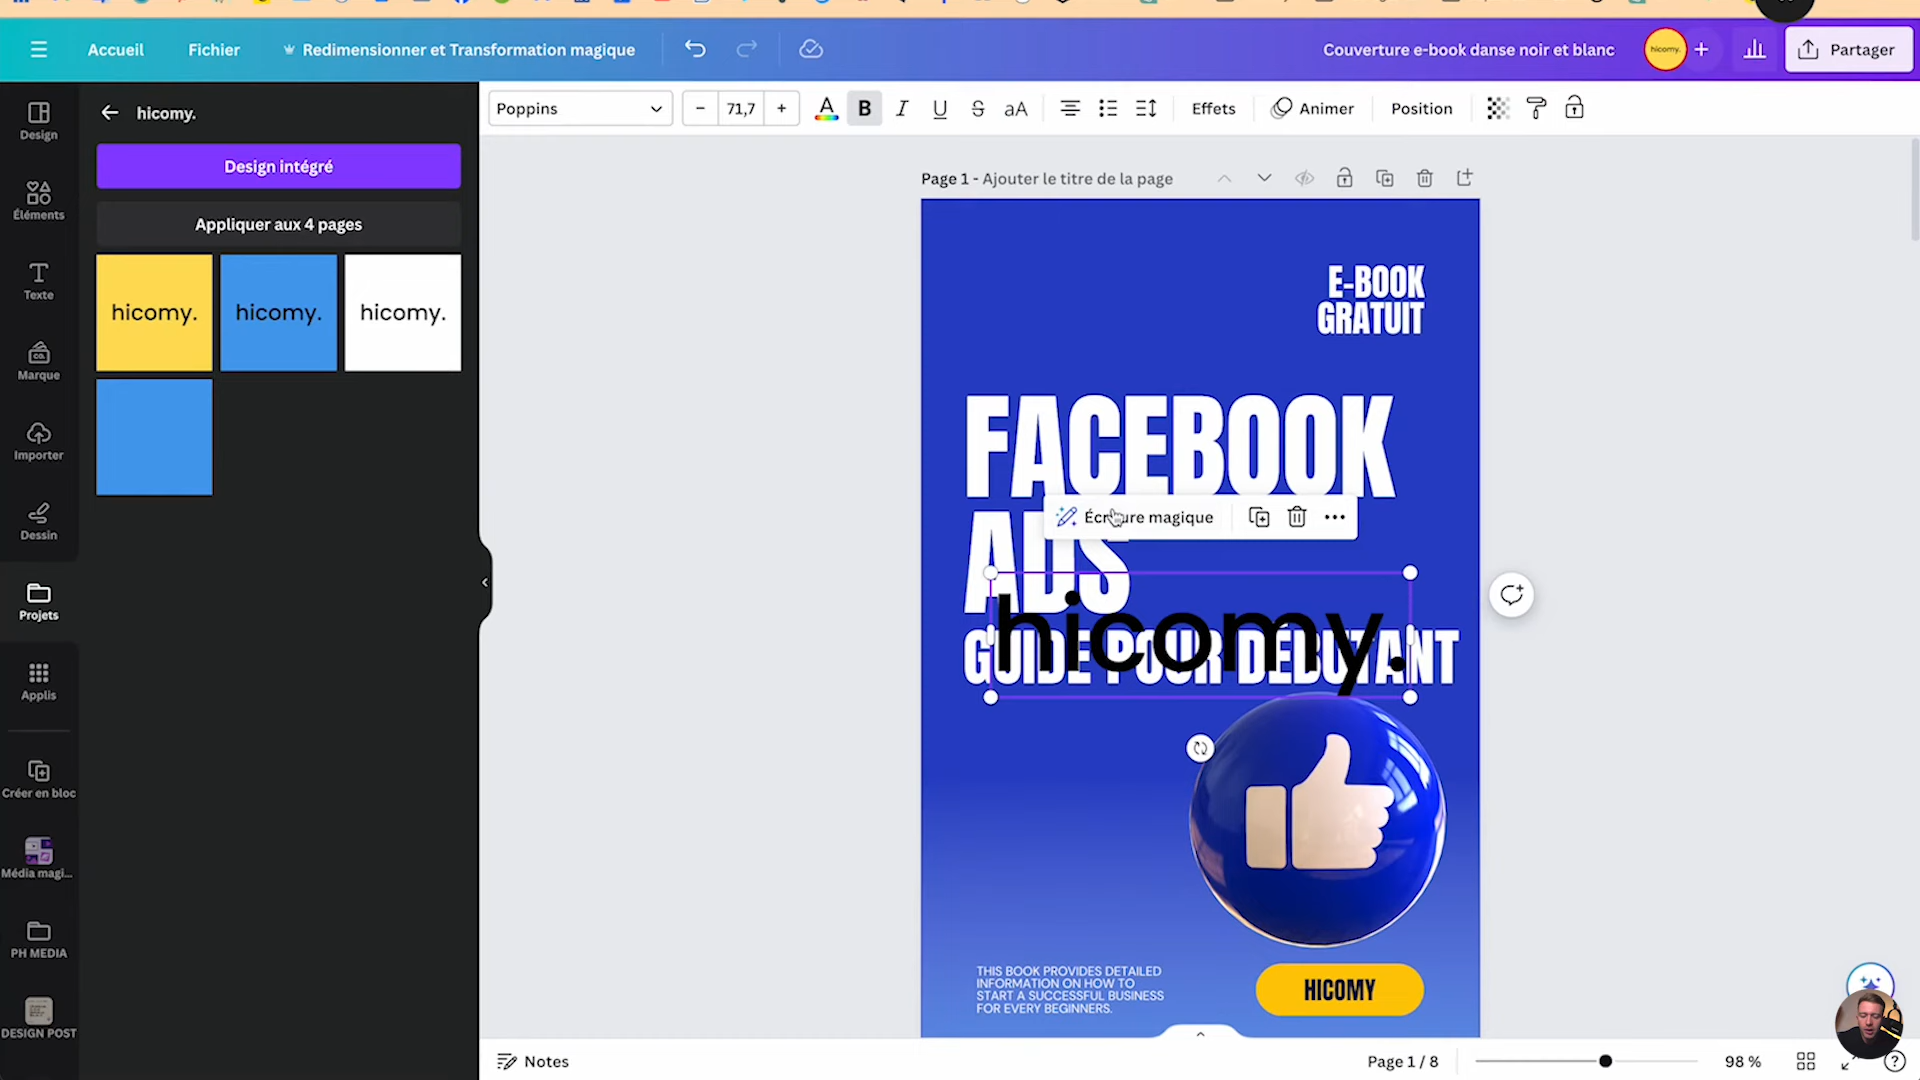 Accueil
Fichier
Redimensionner et Transformation magique
Couverture e-book danse noir et blanc
hicomy.
Partager
Design
Éléments
Texte
Marque
Importer
Dessin
Projets
Applis
Créer en bloc
Média magi...
PH MEDIA
DESIGN POST
hicomy.
Design intégré
Appliquer aux 4 pages
hicomy.
hicomy.
hicomy.
Poppins
71,7
Effets
Animer
Position
Page 1 - Ajouter le titre de la page
E-BOOK
GRATUIT
FACEBOOK
ADS
Écriture magique
hicomy.
GUIDE POUR DÉBUTANT
THIS BOOK PROVIDES DETAILED
INFORMATION ON HOW TO
START A SUCCESSFUL BUSINESS
FOR EVERY BEGINNERS.
HICOMY
Notes
Page 1 / 8
98 %